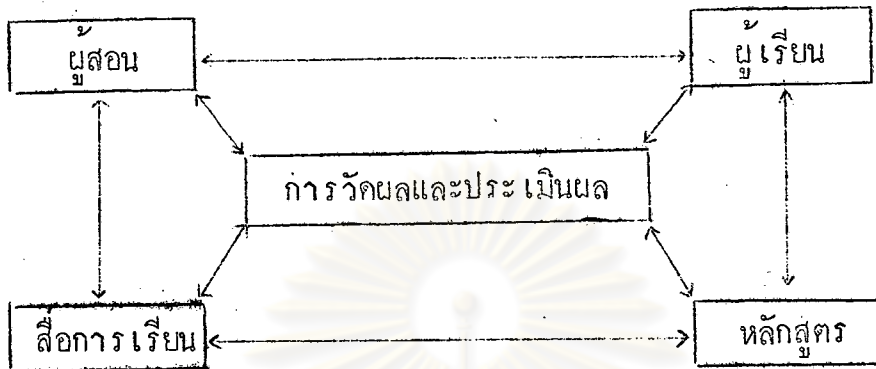 ผู้สอน
ผู้เรียน
การวัดผลและประเมินผล
สื่อการเรียน
หลักสูตร